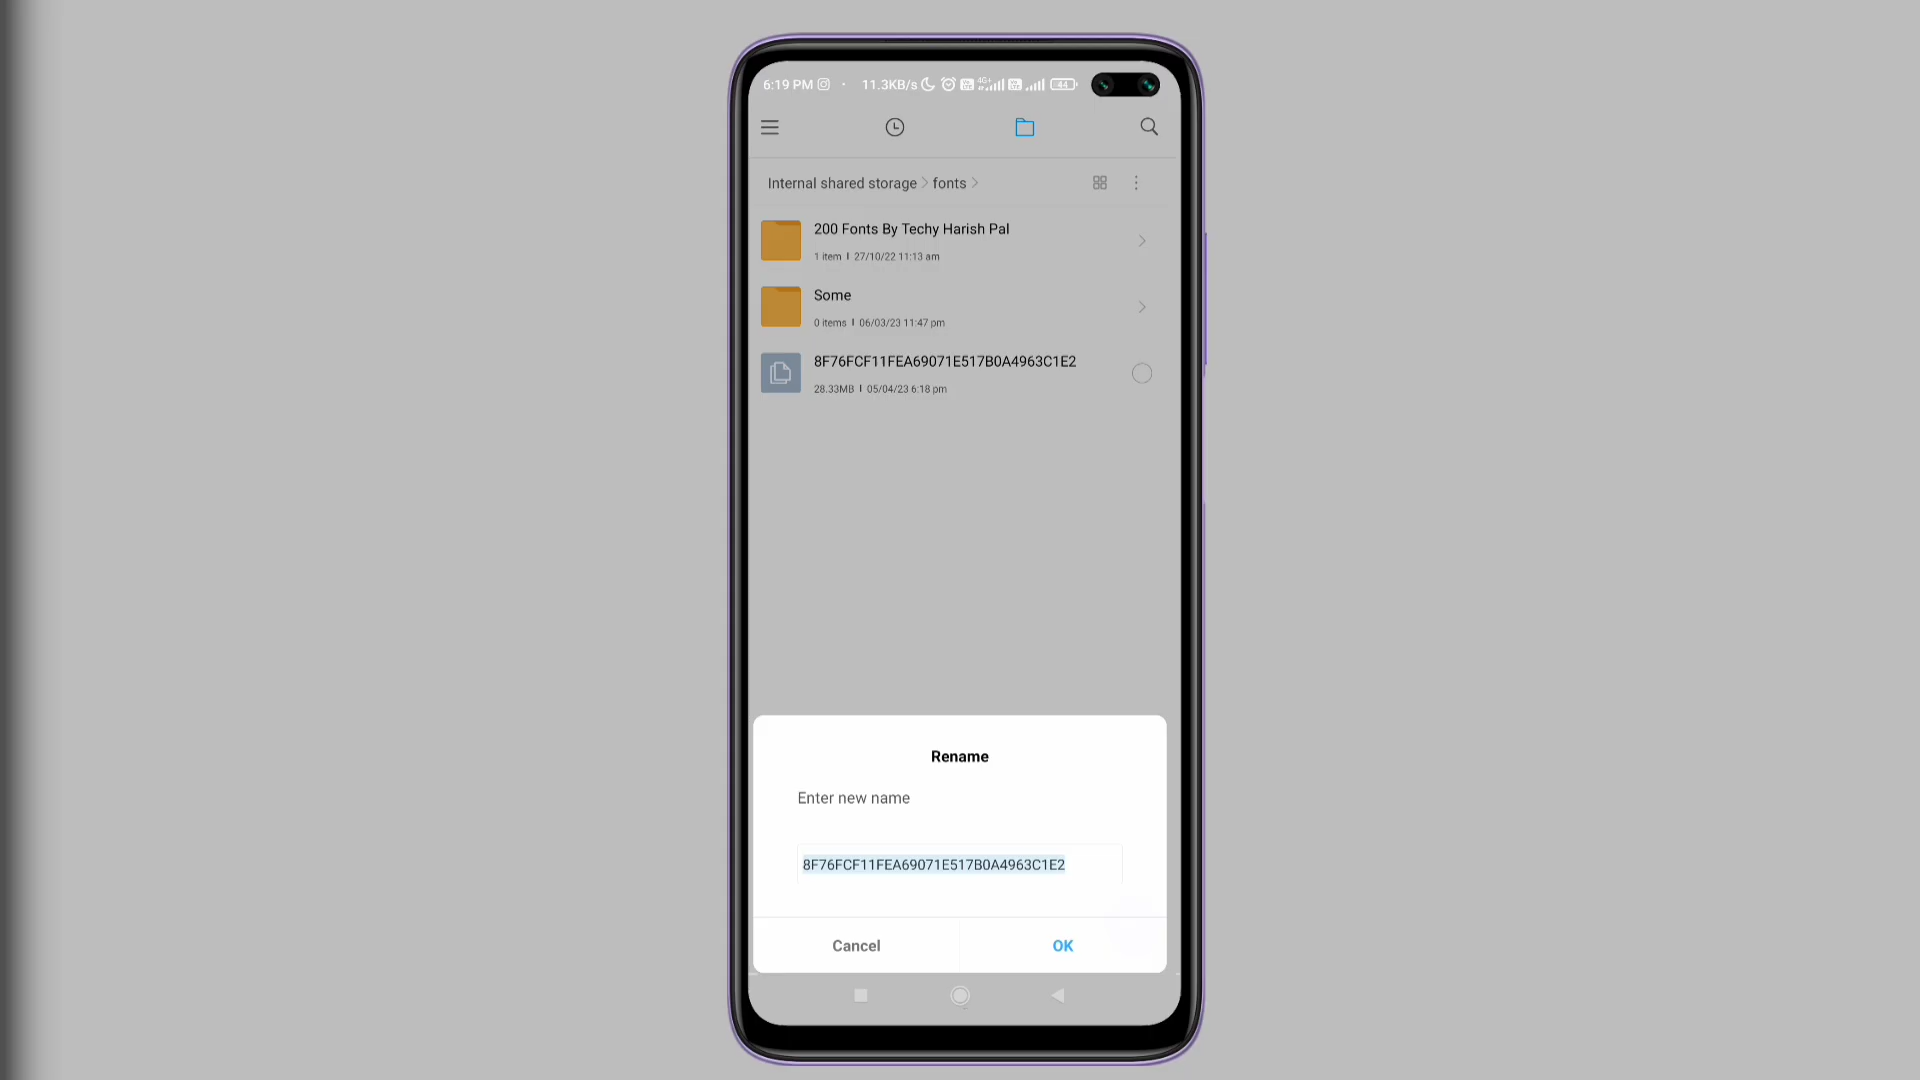 6:19 PM 11.3KB/s 4G+ 44
Internal shared storage fonts
200 Fonts By Techy Harish Pal
1 item | 27/10/22 11:13 am
Some
0 items | 06/03/23 11:47 pm
8F76FCF11FEA69071E517B0A4963C1E2
28.33MB | 05/04/23 6:18 pm
Rename
Enter new name
8F76FCF11FEA69071E517B0A4963C1E2
Cancel OK